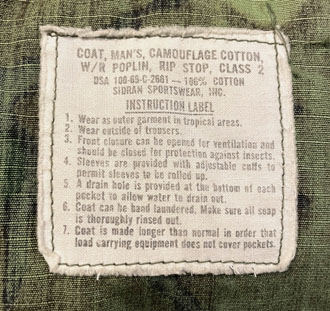 COAT, MAN'S, CAMOUFLAGE COTTON,
W/R POPLIN, RIP STOP, CLASS 2
DSA 100-69-C-2661 — 100% COTTON
SIDRAN SPORTSWEAR, INC.
INSTRUCTION LABEL
1. Wear as outer garment in tropical areas.
2. Wear outside of trousers.
3. Front closure can be opened for ventilation and
should be closed for protection against insects.
4. Sleeves are provided with adjustable cuffs to
permit sleeves to be rolled up.
5. A drain hole is provided at the bottom of each
pocket to allow water to drain out.
6. Coat can be hand laundered. Make sure all soap
is thoroughly rinsed out.
7. Coat is made longer than normal in order that
load carrying equipment does not cover pockets.